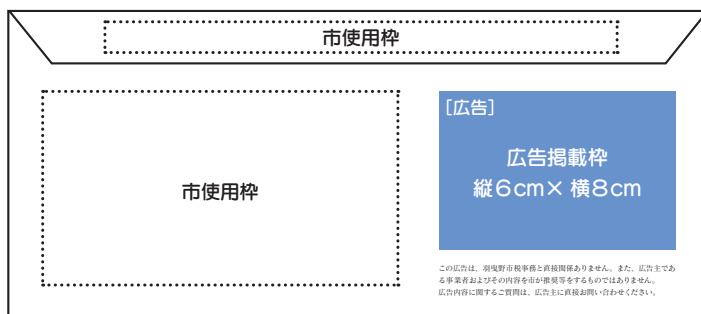 市使用枠
市使用枠
[広告]
広告掲載枠
縦6cm×横8cm
この広告は、羽曳野市税事務と直接関係ありません。また、広告主であ
る事業者およびその内容を市が推奨等をするものではありません。
広告内容に関するご質問は、広告主に直接お問い合わせください。